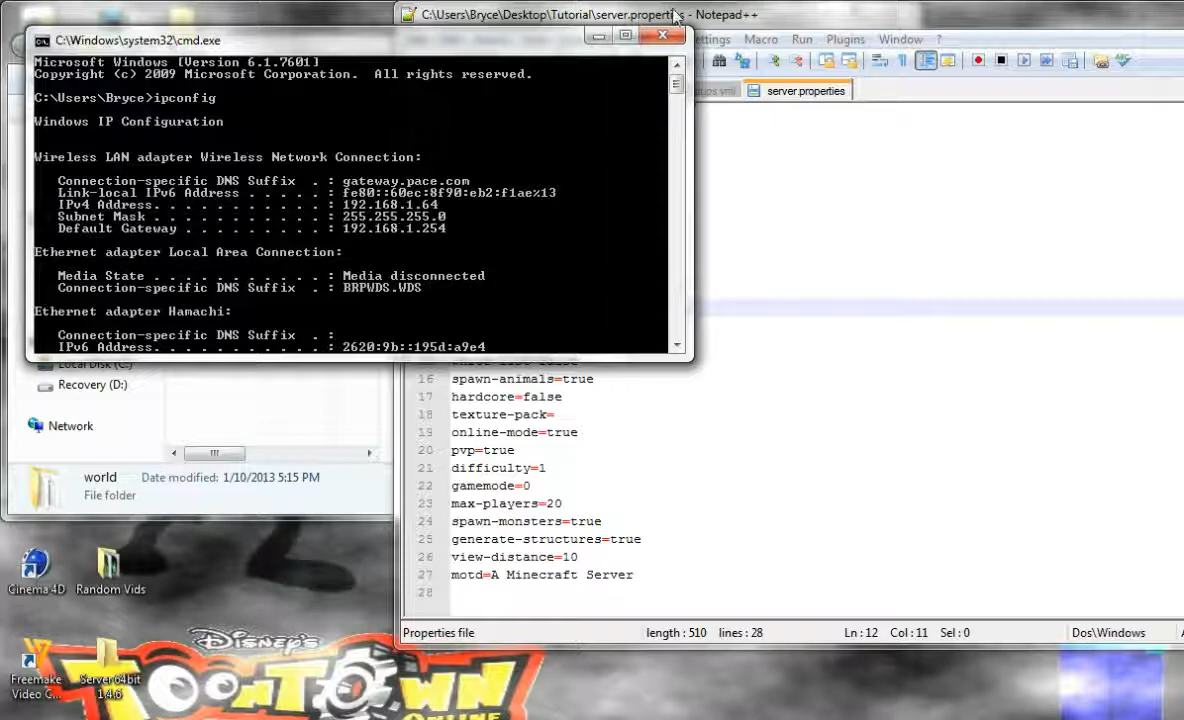 C:\Users\Bryce\Desktop\Tutorial\server.properties - Notepad++
C:\Windows\system32\cmd.exe
ettings Macro Run Plugins Window ?
server.properties
Microsoft Windows [Version 6.1.7601]
Copyright (c) 2009 Microsoft Corporation. All rights reserved.
C:\Users\Bryce>ipconfig
Windows IP Configuration
Wireless LAN adapter Wireless Network Connection:
Connection-specific DNS Suffix . : gateway.pace.com
Link-local IPv6 Address . . . . . : fe80::60ec:8f90:eb2:f1ae%13
IPv4 Address. . . . . . . . . . . : 192.168.1.64
Subnet Mask . . . . . . . . . . . : 255.255.255.0
Default Gateway . . . . . . . . . : 192.168.1.254
Ethernet adapter Local Area Connection:
Media State . . . . . . . . . . . : Media disconnected
Connection-specific DNS Suffix . : BRPWDS.WDS
Ethernet adapter Hamachi:
Connection-specific DNS Suffix . :
IPv6 Address. . . . . . . . . . . : 2620:9b::195d:a9e4
Local Disk (C:)
Recovery (D:)
Network
world Date modified: 1/10/2013 5:15 PM
File folder
16 spawn-animals=true
17 hardcore=false
18 texture-pack=
19 online-mode=true
20 pvp=true
21 difficulty=1
22 gamemode=0
23 max-players=20
24 spawn-monsters=true
25 generate-structures=true
26 view-distance=10
27 motd=A Minecraft Server
28
Properties file length : 510 lines : 28 Ln : 12 Col : 11 Sel : 0 Dos\Windows
Cinema 4D
Random Vids
Freemake Video C...
Server 64bit 1.4.6
DISNEY'S
TOONTOWN
ONLINE